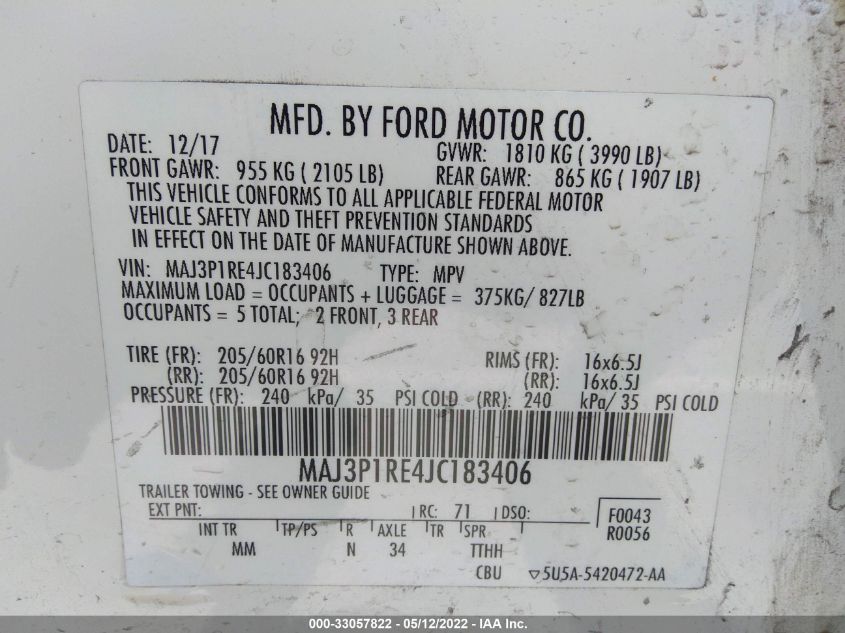 MFD. BY FORD MOTOR CO.
DATE: 12/17 GVWR: 1810 KG ( 3990 LB)
FRONT GAWR: 955 KG ( 2105 LB) REAR GAWR: 865 KG ( 1907 LB)
THIS VEHICLE CONFORMS TO ALL APPLICABLE FEDERAL MOTOR
VEHICLE SAFETY AND THEFT PREVENTION STANDARDS
IN EFFECT ON THE DATE OF MANUFACTURE SHOWN ABOVE.
VIN: MAJ3P1RE4JC183406 TYPE: MPV
MAXIMUM LOAD = OCCUPANTS + LUGGAGE = 375KG/ 827LB
OCCUPANTS = 5 TOTAL; 2 FRONT, 3 REAR
TIRE (FR): 205/60R16 92H RIMS (FR): 16x6.5J
(RR): 205/60R16 92H (RR): 16x6.5J
PRESSURE (FR): 240 kPa/ 35 PSI COLD (RR): 240 kPa/ 35 PSI COLD
MAJ3P1RE4JC183406
TRAILER TOWING - SEE OWNER GUIDE
EXT PNT: RC: 71 DSO: F0043
R0056
INT TR TP/PS R AXLE TR SPR
MM N 34 TTHH
CBU ▽5U5A-5420472-AA
000-33057822 - 05/12/2022 - IAA Inc.